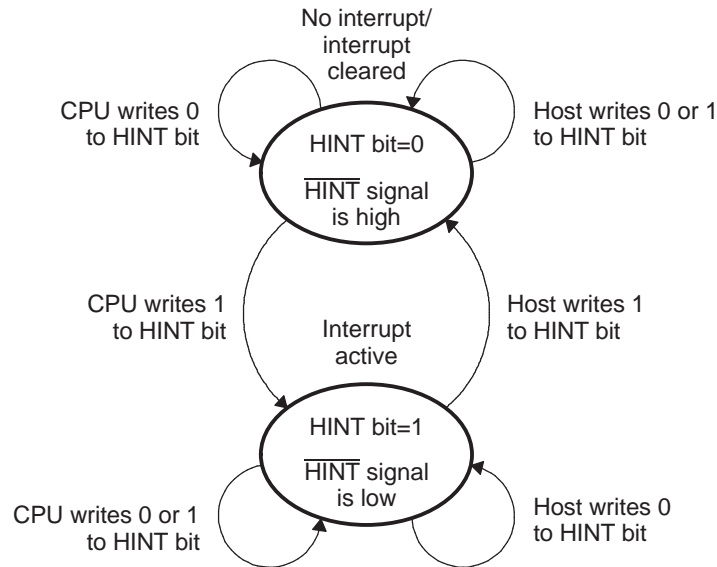 No interrupt/
interrupt
cleared
CPU writes 0
to HINT bit
Host writes 0 or 1
to HINT bit
HINT bit=0
H̅I̅N̅T̅ signal
is high
CPU writes 1
to HINT bit
Host writes 1
to HINT bit
Interrupt
active
HINT bit=1
H̅I̅N̅T̅ signal
is low
CPU writes 0 or 1
to HINT bit
Host writes 0
to HINT bit